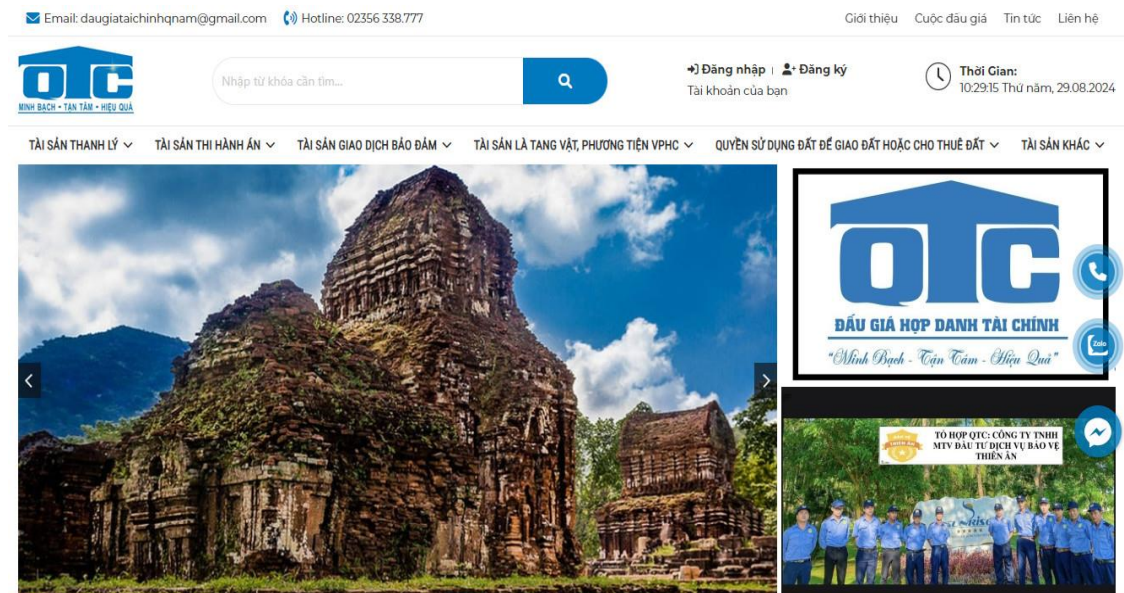 Email: daugiataichinhqnam@gmail.com
Hotline: 02356 338.777
Giới thiệu
Cuộc đấu giá
Tin tức
Liên hệ
QTC
MINH BẠCH - TẬN TÂM - HIỆU QUẢ
Nhập từ khóa cần tìm...
Đăng nhập | Đăng ký
Tài khoản của bạn
Thời Gian:
10:29:15 Thứ năm, 29.08.2024
TÀI SẢN THANH LÝ
TÀI SẢN THI HÀNH ÁN
TÀI SẢN GIAO DỊCH BẢO ĐẢM
TÀI SẢN LÀ TANG VẬT, PHƯƠNG TIỆN VPHC
QUYỀN SỬ DỤNG ĐẤT ĐỂ GIAO ĐẤT HOẶC CHO THUÊ ĐẤT
TÀI SẢN KHÁC
QTC
ĐẤU GIÁ HỢP DANH TÀI CHÍNH
"Minh Bạch - Tận Tâm - Hiệu Quả"
Zalo
TỔ HỢP QTC: CÔNG TY TNHH
MTV ĐẦU TƯ DỊCH VỤ BẢO VỆ
THIÊN ÂN